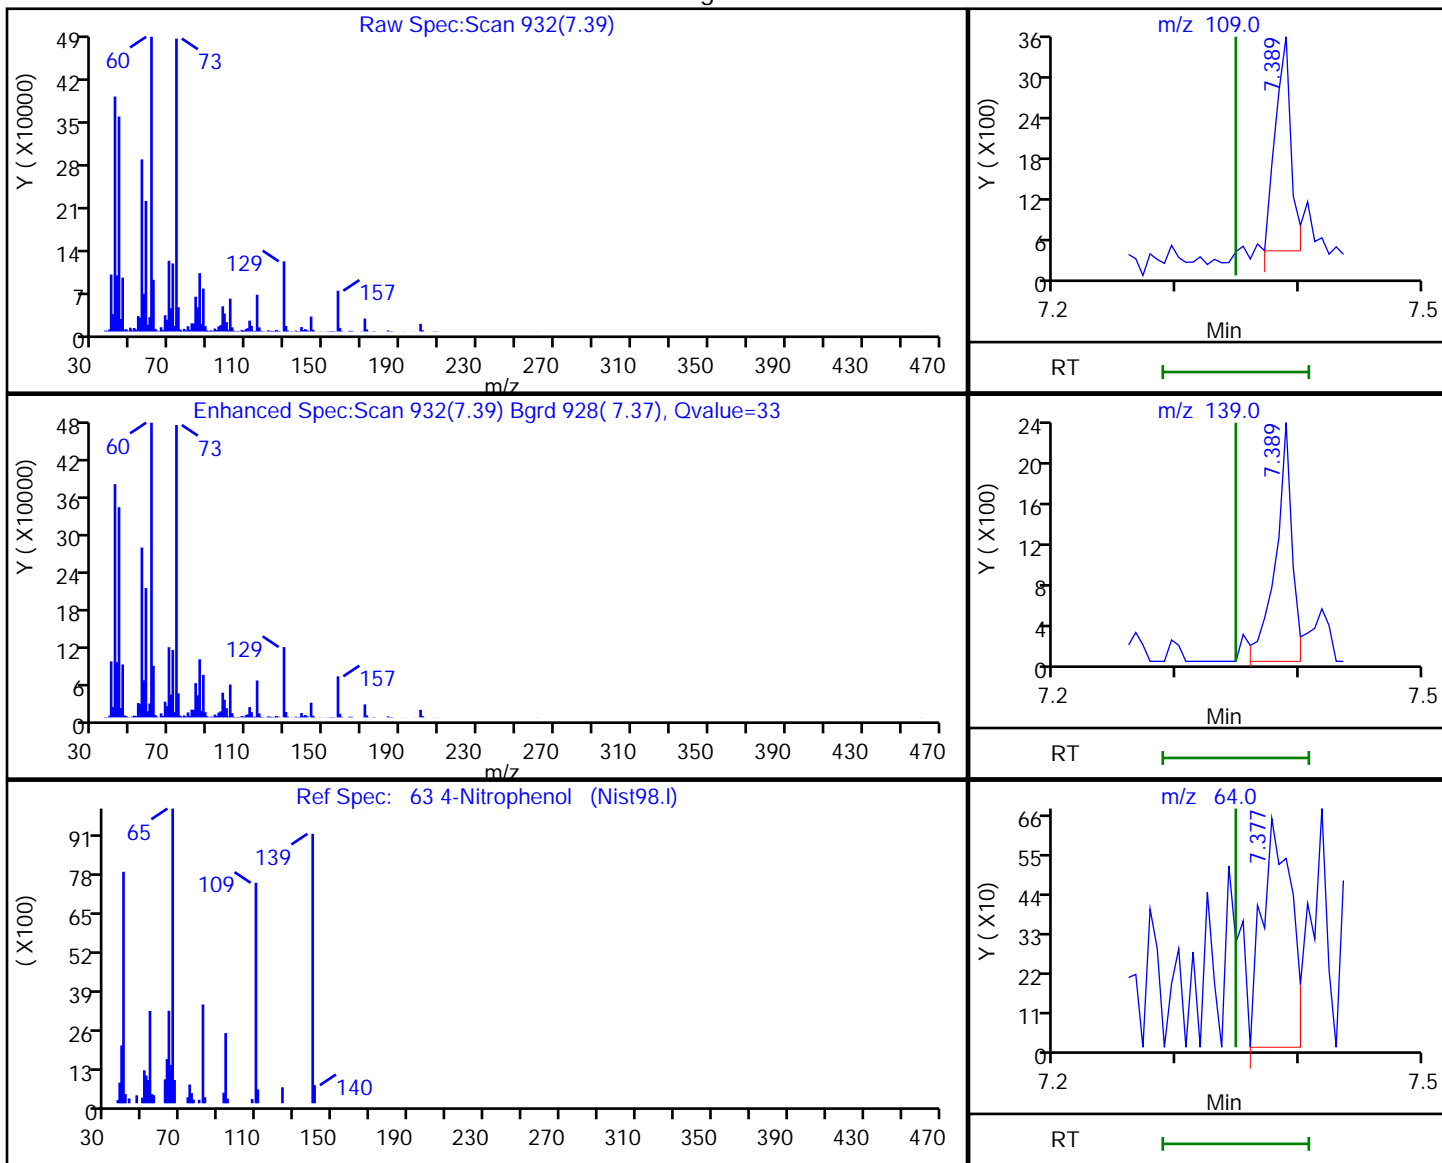 Raw Spec:Scan 932(7.39)
Y ( X10000)
49
42
35
28
21
14
7
0
60
73
129
157
30 70 110 150 190 230 270 310 350 390 430 470
m/z
m/z 109.0
Y ( X100)
36
30
24
18
12
6
0
7.389
7.2 7.5
Min
RT
Enhanced Spec:Scan 932(7.39) Bgrd 928( 7.37), Qvalue=33
Y ( X10000)
48
42
36
30
24
18
12
6
0
60
73
129
157
30 70 110 150 190 230 270 310 350 390 430 470
m/z
m/z 139.0
Y ( X100)
24
20
16
12
8
4
0
7.389
7.2 7.5
Min
RT
Ref Spec: 63 4-Nitrophenol (Nist98.l)
( X100)
91
78
65
52
39
26
13
0
65
139
109
140
30 70 110 150 190 230 270 310 350 390 430 470
m/z 64.0
Y ( X10)
66
55
44
33
22
11
0
7.377
7.2 7.5
Min
RT